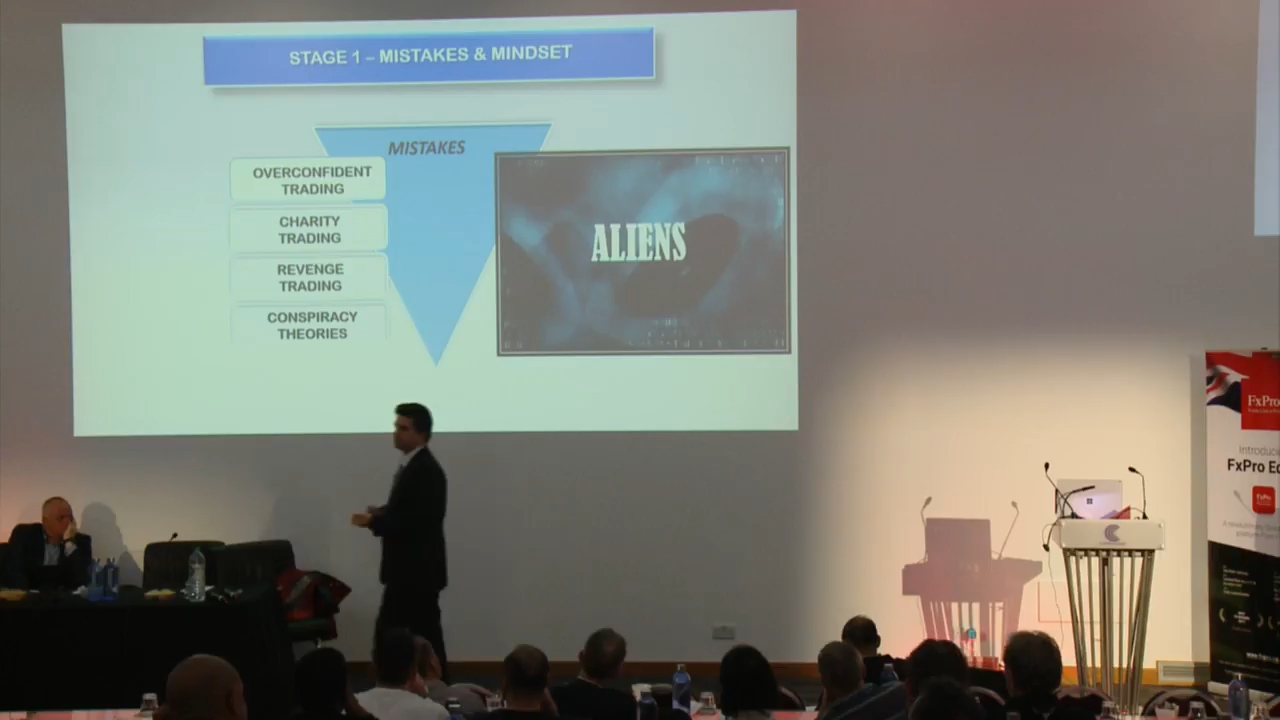 STAGE 1 – MISTAKES & MINDSET
MISTAKES
OVERCONFIDENT
TRADING
CHARITY
TRADING
REVENGE
TRADING
CONSPIRACY
THEORIES
ALIENS
FxPro
FxPro